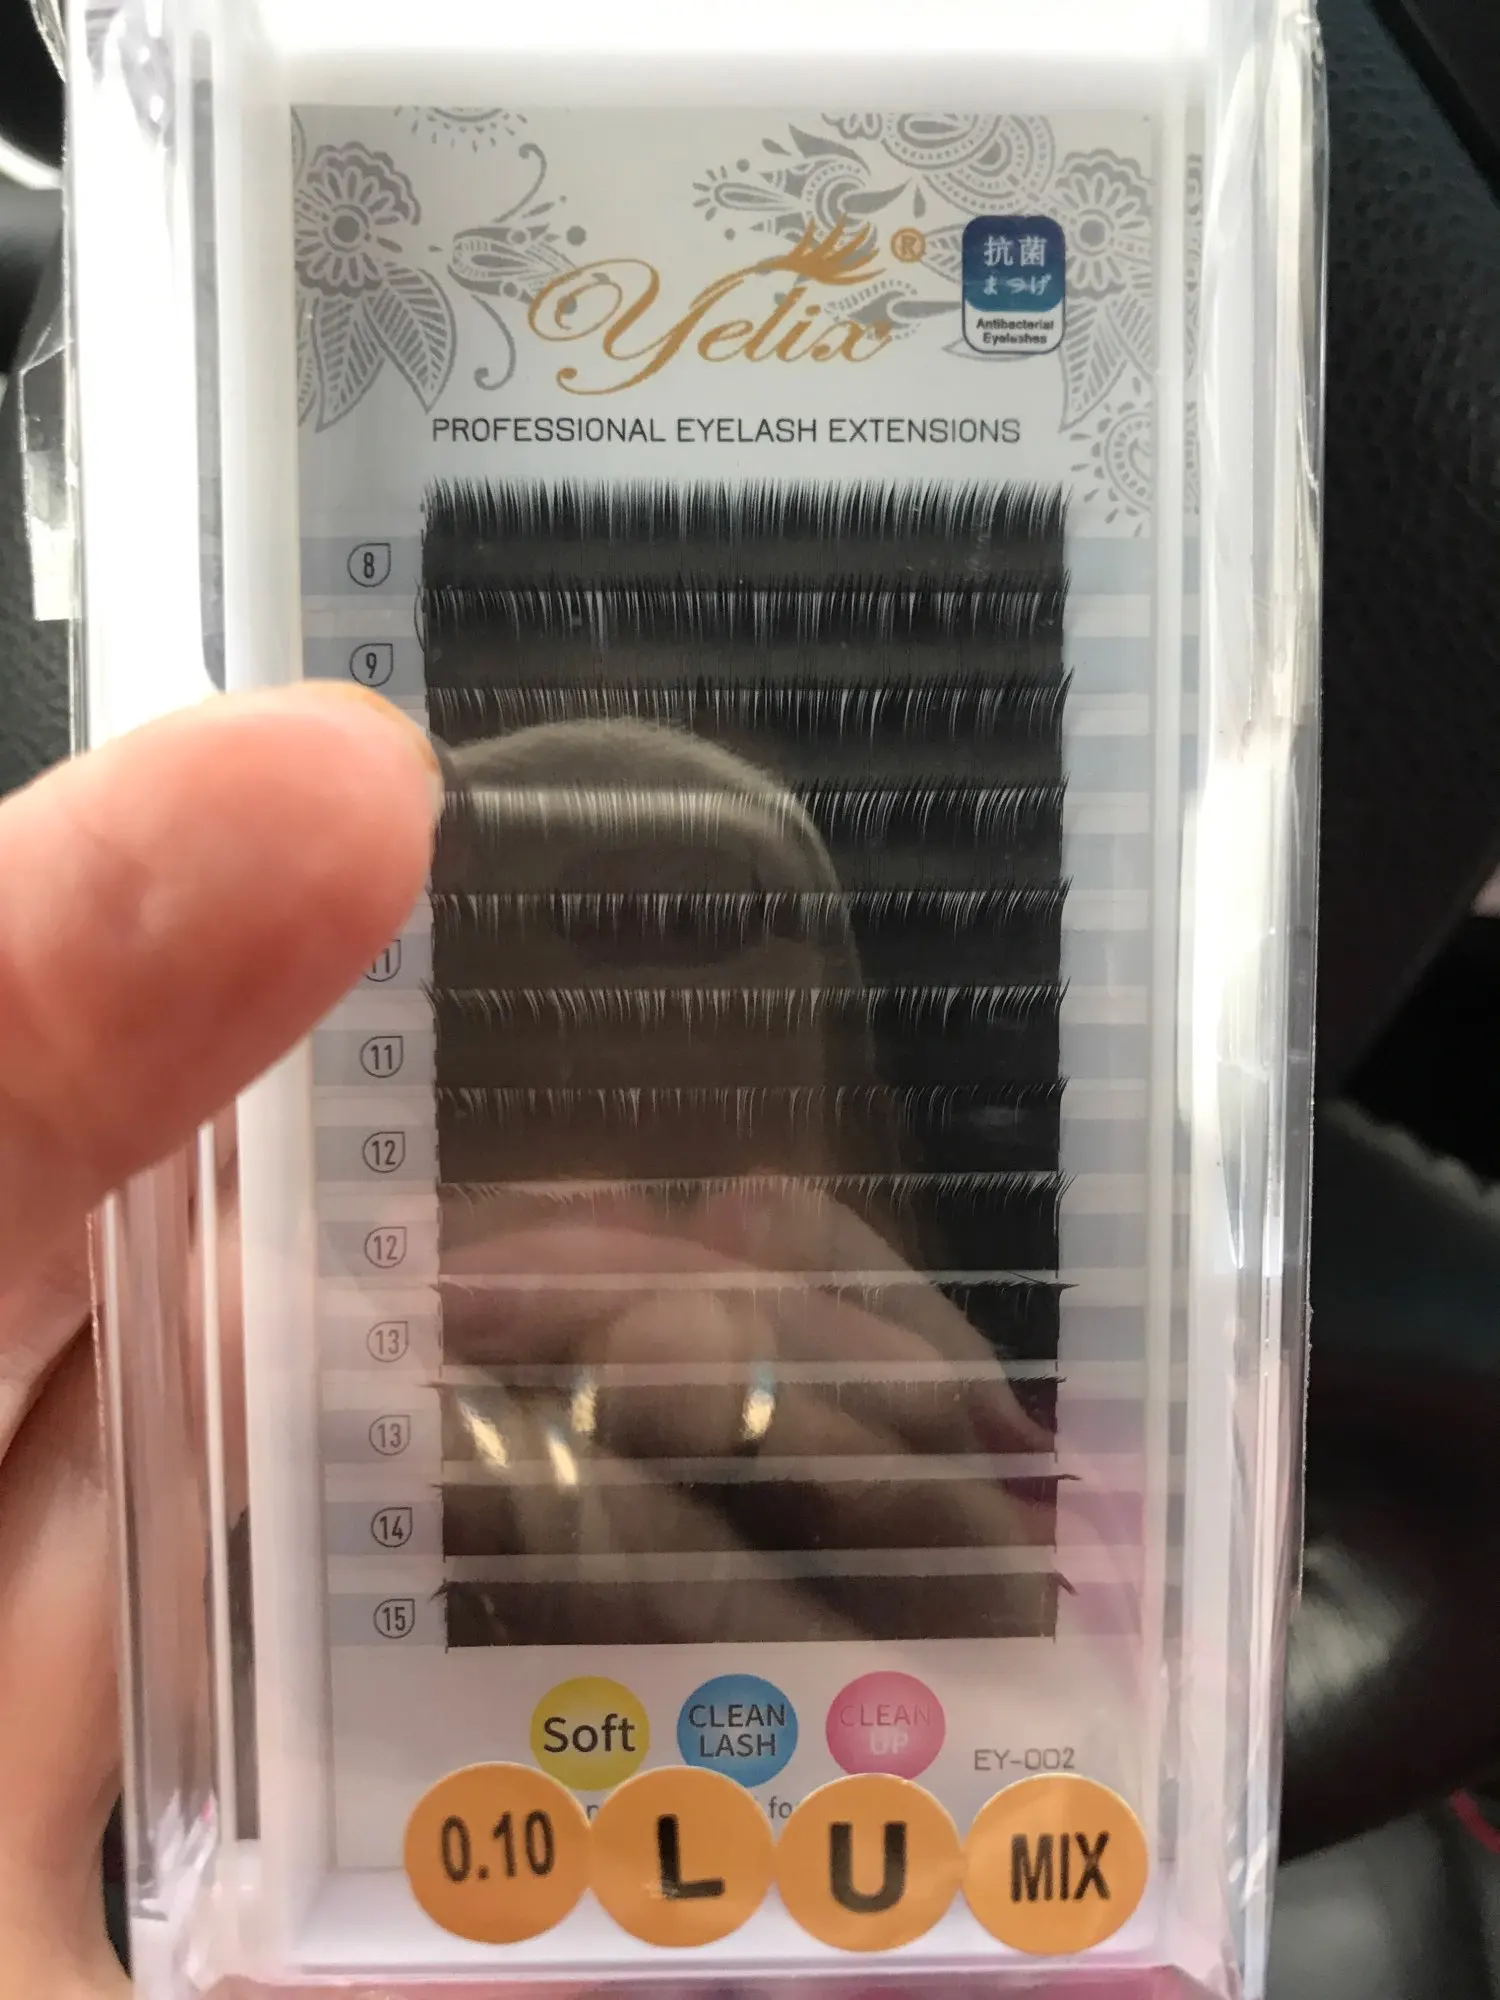 Yelix®
抗菌
まつげ
Antibacterial
Eyelashes
PROFESSIONAL EYELASH EXTENSIONS
8
9
11
11
12
12
13
13
14
15
Soft
CLEAN
LASH
CLEAN
UP
EY-002
0.10
L
U
MIX